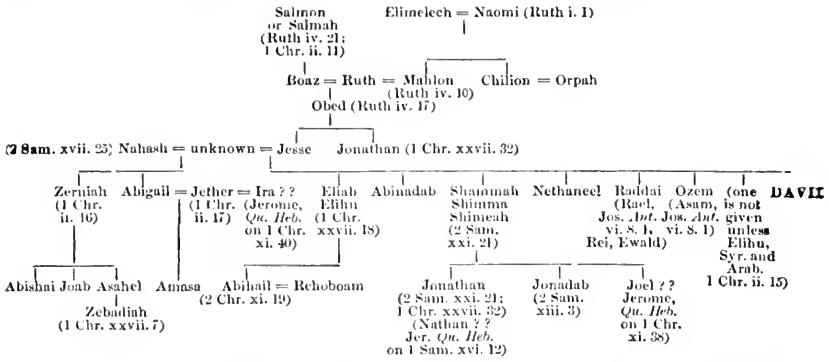 Salmon Elimelech = Naomi (Ruth i. 1)
or Salmah
(Ruth iv. 21;
1 Chr. ii. 11)
Boaz = Ruth = Mahlon Chilion = Orpah
(Ruth iv. 10)
Obed (Ruth iv. 17)
(2 Sam. xvii. 25) Nahash = unknown = Jesse Jonathan (1 Chr. xxvii. 32)
Zeruiah Abigail = Jether = Ira ? ? Eliab Abinadab Shammah Nethaneel Raddai Ozem (one DAVID
(1 Chr. (1 Chr. (Jerome, Elihu Shimma (Rael, (Asam, is not
ii. 16) ii. 17) Qu. Heb. (1 Chr. Shimeah Jos. Ant. Jos. Ant. given
on 1 Chr. xxvii. 18) (2 Sam. vi. 8. 1, vi. 8. 1) unless
xi. 40) xxi. 21) Rei, Ewald) Elihu,
Syr. and
Arab.
1 Chr. ii. 15)
Abishai Joab Asahel Amasa Abihail = Rehoboam Jonathan Jonadab Joel ? ?
(2 Chr. xi. 19) (2 Sam. xxi. 21; (2 Sam. Jerome,
Zebadiah 1 Chr. xxvii. 32) xiii. 3) Qu. Heb.
(1 Chr. xxvii. 7) (Nathan ? ? on 1 Chr.
Jer. Qu. Heb. xi. 38)
on 1 Sam. xvi. 12)